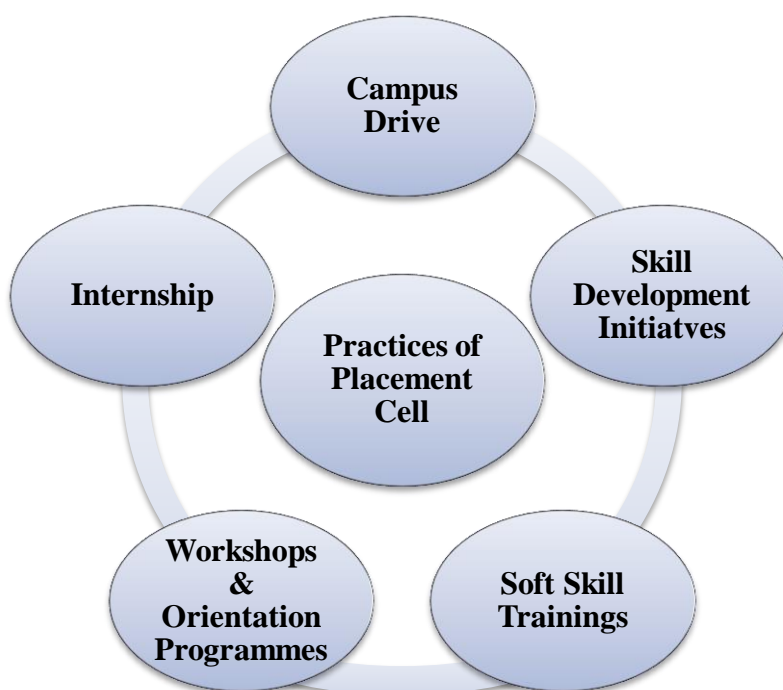 Campus
Drive
Internship
Skill
Development
Initiatves
Practices of
Placement
Cell
Workshops
&
Orientation
Programmes
Soft Skill
Trainings